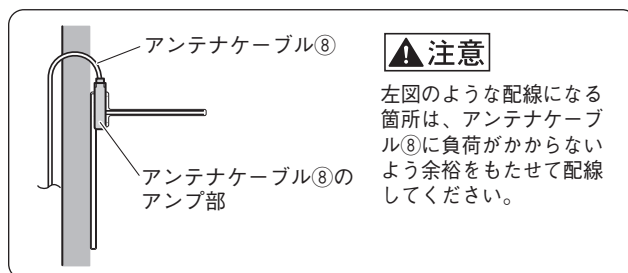 アンテナケーブル⑧
アンテナケーブル⑧の
アンプ部
注意
左図のような配線になる
箇所は、アンテナケーブ
ル⑧に負荷がかからない
よう余裕をもたせて配線
してください。